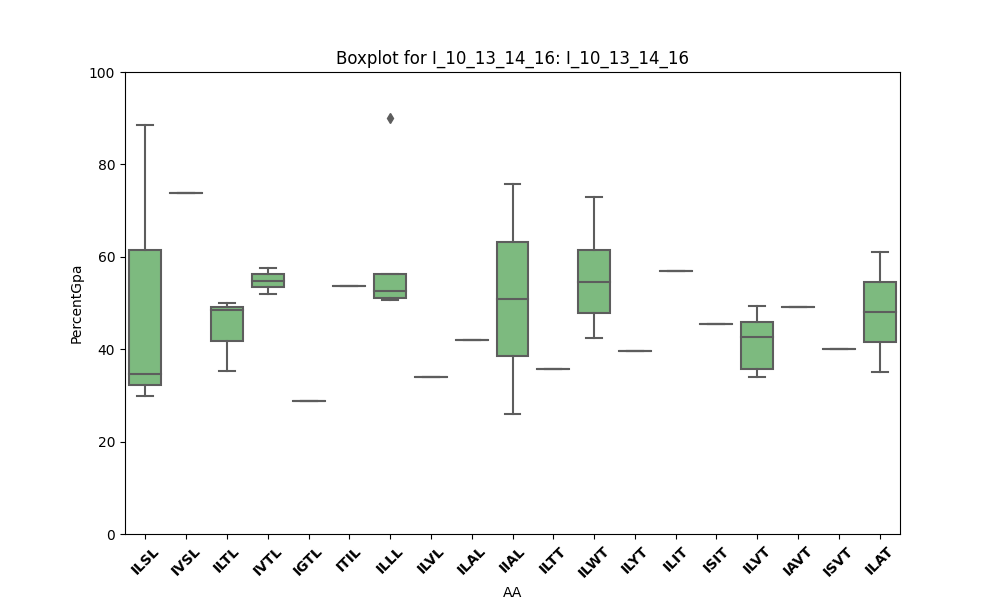 Boxplot for I_10_13_14_16: I_10_13_14_16
PercentGpa
100
80
60
40
20
0
ILSL IVSL ILTL IVTL IGTL ITIL ILLL ILVL ILAL IIAL ILTT ILWT ILYT ILIT ISIT ILVT IAVT ISVT ILAT
AA